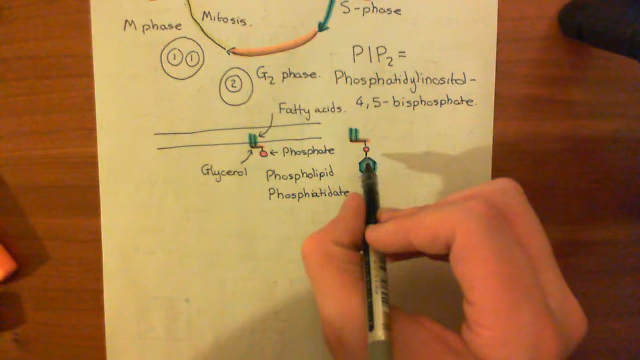 S-phase
M phase
Mitosis.
1 1
2
G2 phase.
PIP2 =
Phosphatidylinositol-
4,5-bisphosphate.
Fatty acids.
Phosphate
Glycerol
Phospholipid
Phosphatidate